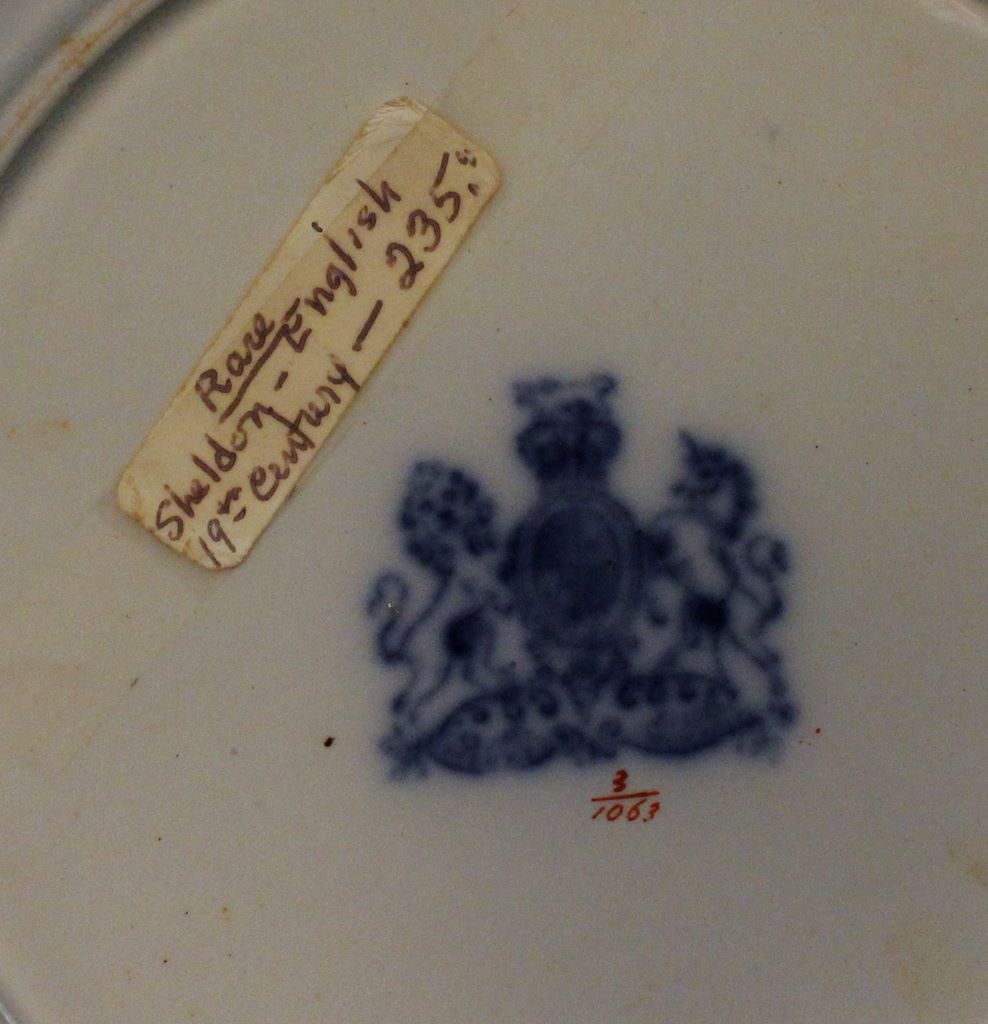 Rare
Sheldon - English
19th Century — 235.00
3
1063